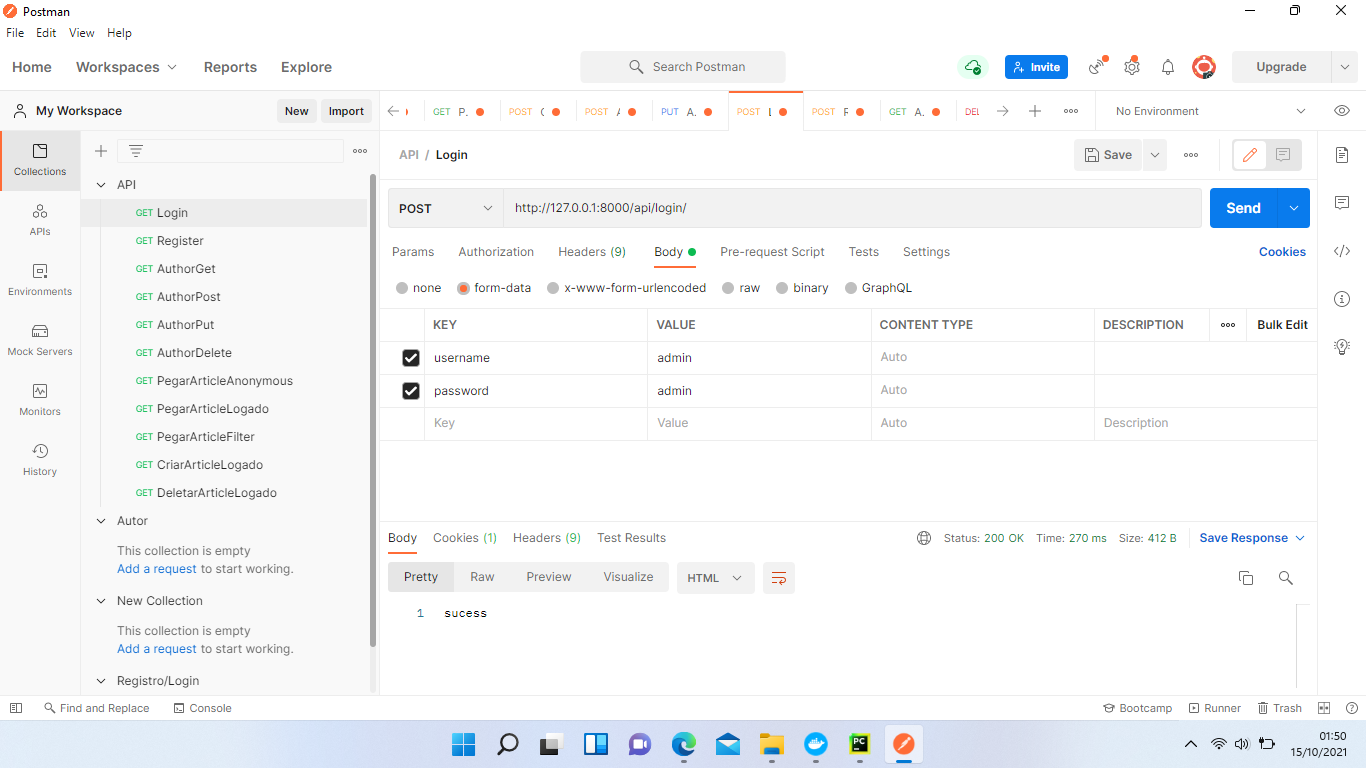 Postman
File Edit View Help
Home Workspaces Reports Explore Search Postman Invite Upgrade
My Workspace New Import GET P. POST C POST A PUT A. POST L POST F GET A. DEL No Environment
Collections
APIs
Environments
Mock Servers
Monitors
History
API
GET Login
GET Register
GET AuthorGet
GET AuthorPost
GET AuthorPut
GET AuthorDelete
GET PegarArticleAnonymous
GET PegarArticleLogado
GET PegarArticleFilter
GET CriarArticleLogado
GET DeletarArticleLogado
Autor
This collection is empty
Add a request to start working.
New Collection
This collection is empty
Add a request to start working.
Registro/Login
API / Login Save
POST http://127.0.0.1:8000/api/login/ Send
Params Authorization Headers (9) Body Pre-request Script Tests Settings Cookies
none form-data x-www-form-urlencoded raw binary GraphQL
KEY VALUE CONTENT TYPE DESCRIPTION Bulk Edit
username admin Auto
password admin Auto
Key Value Auto Description
Body Cookies (1) Headers (9) Test Results Status: 200 OK Time: 270 ms Size: 412 B Save Response
Pretty Raw Preview Visualize HTML
1 sucess
Find and Replace Console Bootcamp Runner Trash
PC
01:50
15/10/2021